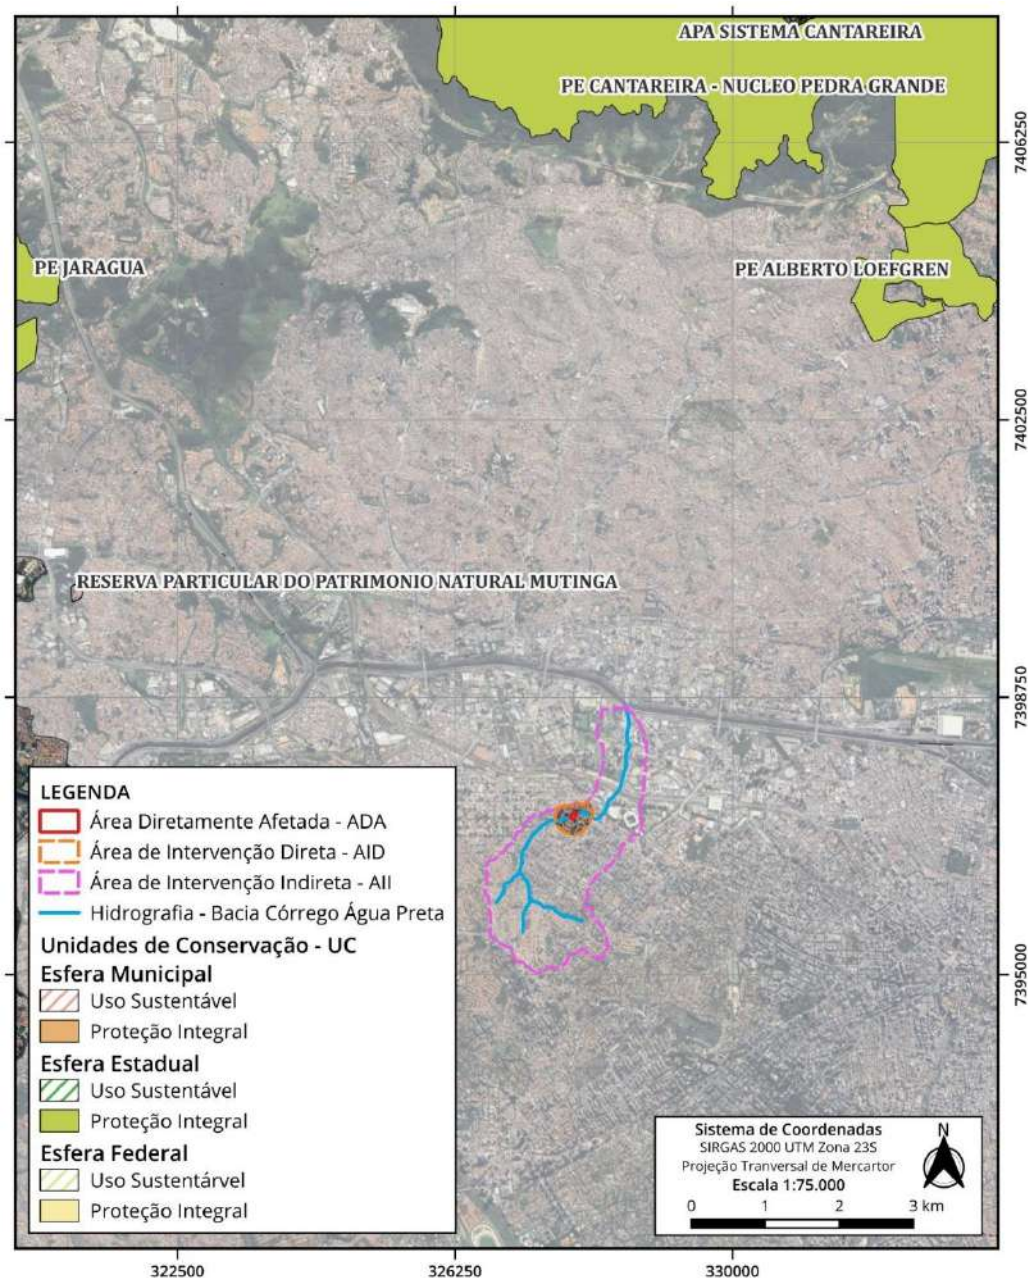 APA SISTEMA CANTAREIRA
PE CANTAREIRA - NUCLEO PEDRA GRANDE
7406250
PE JARAGUA
PE ALBERTO LOEFGREN
7402500
RESERVA PARTICULAR DO PATRIMONIO NATURAL MUTINGA
7398750
LEGENDA
Área Diretamente Afetada - ADA
Área de Intervenção Direta - AID
Área de Intervenção Indireta - AII
Hidrografia - Bacia Córrego Água Preta
Unidades de Conservação - UC
Esfera Municipal
Uso Sustentável
Proteção Integral
Esfera Estadual
Uso Sustentável
Proteção Integral
Esfera Federal
Uso Sustentárvel
Proteção Integral
7395000
Sistema de Coordenadas
SIRGAS 2000 UTM Zona 23S
Projeção Tranversal de Mercartor
Escala 1:75.000
N
0 1 2 3 km
322500 326250 330000